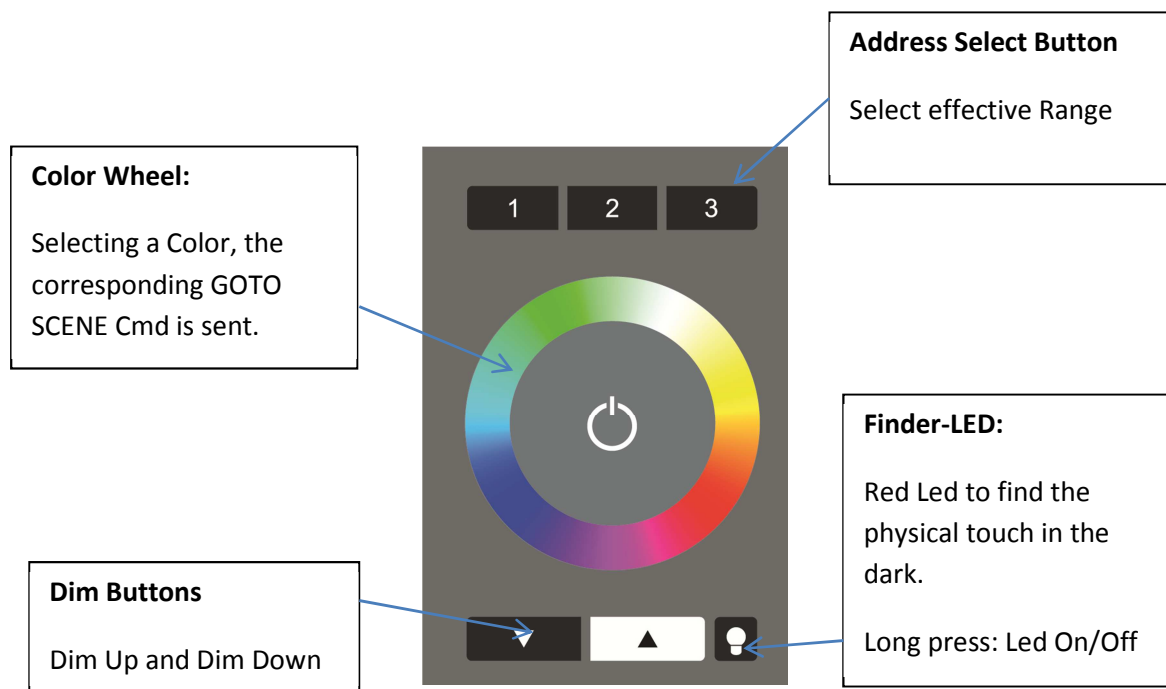 Address Select Button
Select effective Range
Color Wheel:
Selecting a Color, the
corresponding GOTO
SCENE Cmd is sent.
1 2 3
Finder-LED:
Red Led to find the
physical touch in the
dark.
Long press: Led On/Off
Dim Buttons
Dim Up and Dim Down